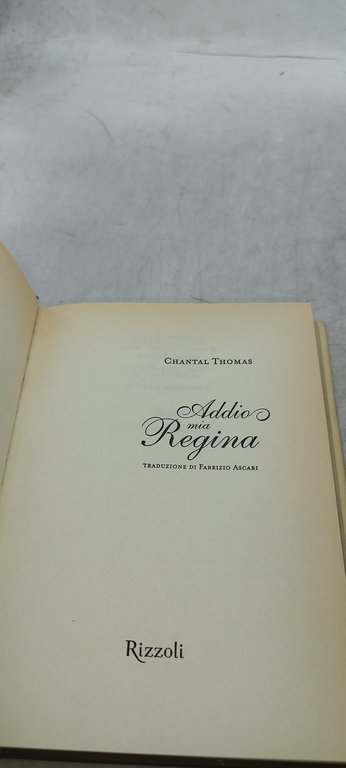 CHANTAL THOMAS
Addio
mia
Regina
TRADUZIONE DI FABRIZIO ASCARI
Rizzoli